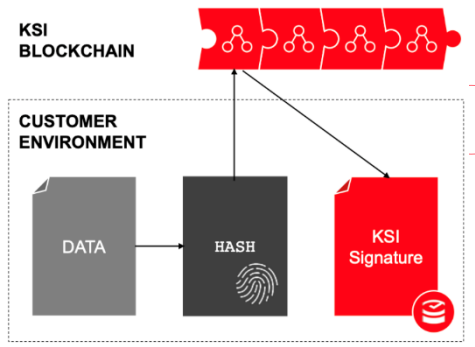 KSI
BLOCKCHAIN
CUSTOMER
ENVIRONMENT
DATA
HASH
KSI
Signature